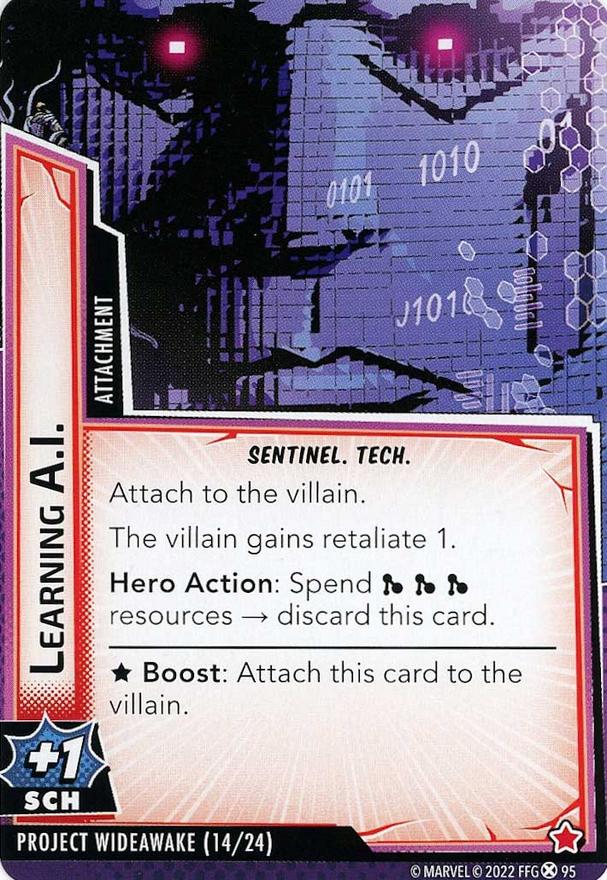 01
1010
0101
1010
ATTACHMENT
LEARNING A.I.
SENTINEL. TECH.
Attach to the villain.
The villain gains retaliate 1.
Hero Action: Spend
resources → discard this card.
★ Boost: Attach this card to the
villain.
+1
SCH
PROJECT WIDEAWAKE (14/24)
© MARVEL © 2022 FFG 95